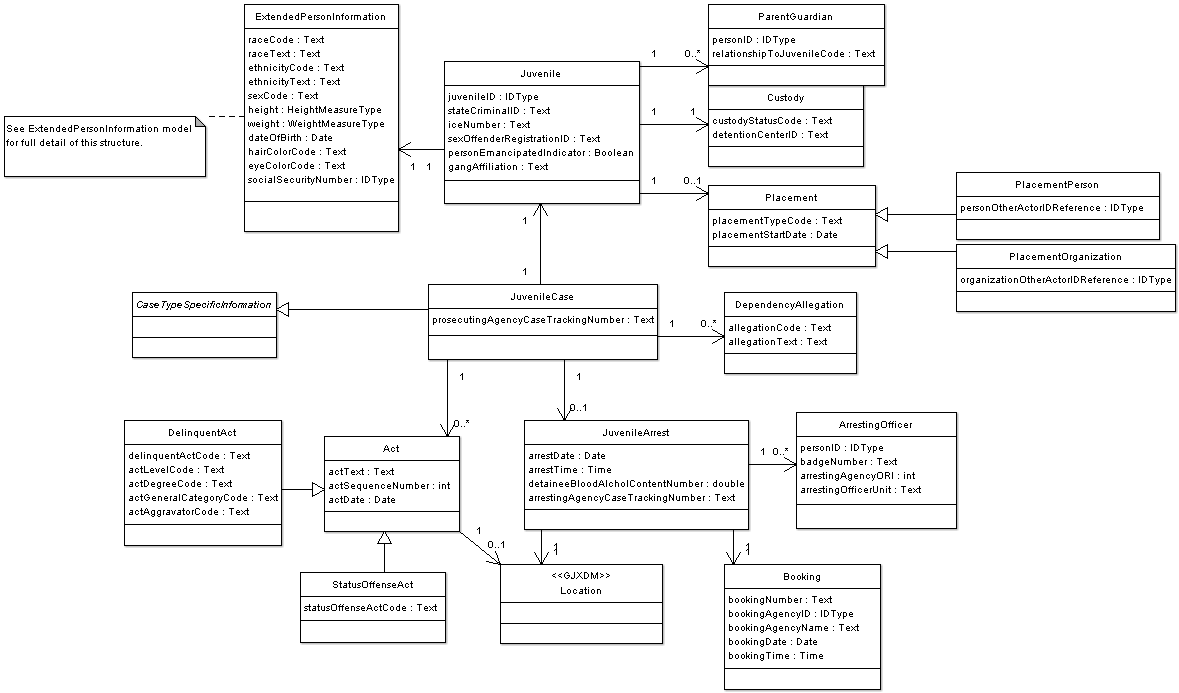 ExtendedPersonInformation
raceCode : Text
raceText : Text
ethnicityCode : Text
ethnicityText : Text
sexCode : Text
height : HeightMeasureType
weight : WeightMeasureType
dateOfBirth : Date
hairColorCode : Text
eyeColorCode : Text
socialSecurityNumber : IDType
See ExtendedPersonInformation model
for full detail of this structure.
Juvenile
juvenileID : IDType
stateCriminalID : Text
iceNumber : Text
sexOffenderRegistrationID : Text
personEmancipatedIndicator : Boolean
gangAffiliation : Text
1 1
1 0..*
1 1
1 0..1
ParentGuardian
personID : IDType
relationshipToJuvenileCode : Text
Custody
custodyStatusCode : Text
detentionCenterID : Text
Placement
placementTypeCode : Text
placementStartDate : Date
PlacementPerson
personOtherActorIDReference : IDType
PlacementOrganization
organizationOtherActorIDReference : IDType
1
1
CaseTypeSpecificInformation
JuvenileCase
prosecutingAgencyCaseTrackingNumber : Text
1 0..*
DependencyAllegation
allegationCode : Text
allegationText : Text
1
0..*
1
0..1
DelinquentAct
delinquentActCode : Text
actLevelCode : Text
actDegreeCode : Text
actGeneralCategoryCode : Text
actAggravatorCode : Text
Act
actText : Text
actSequenceNumber : int
actDate : Date
JuvenileArrest
arrestDate : Date
arrestTime : Time
detaineeBloodAlcholContentNumber : double
arrestingAgencyCaseTrackingNumber : Text
1 0..*
ArrestingOfficer
personID : IDType
badgeNumber : Text
arrestingAgencyORI : int
arrestingOfficerUnit : Text
1
0..1
1
1
1
1
StatusOffenseAct
statusOffenseActCode : Text
<<GJXDM>>
Location
Booking
bookingNumber : Text
bookingAgencyID : IDType
bookingAgencyName : Text
bookingDate : Date
bookingTime : Time